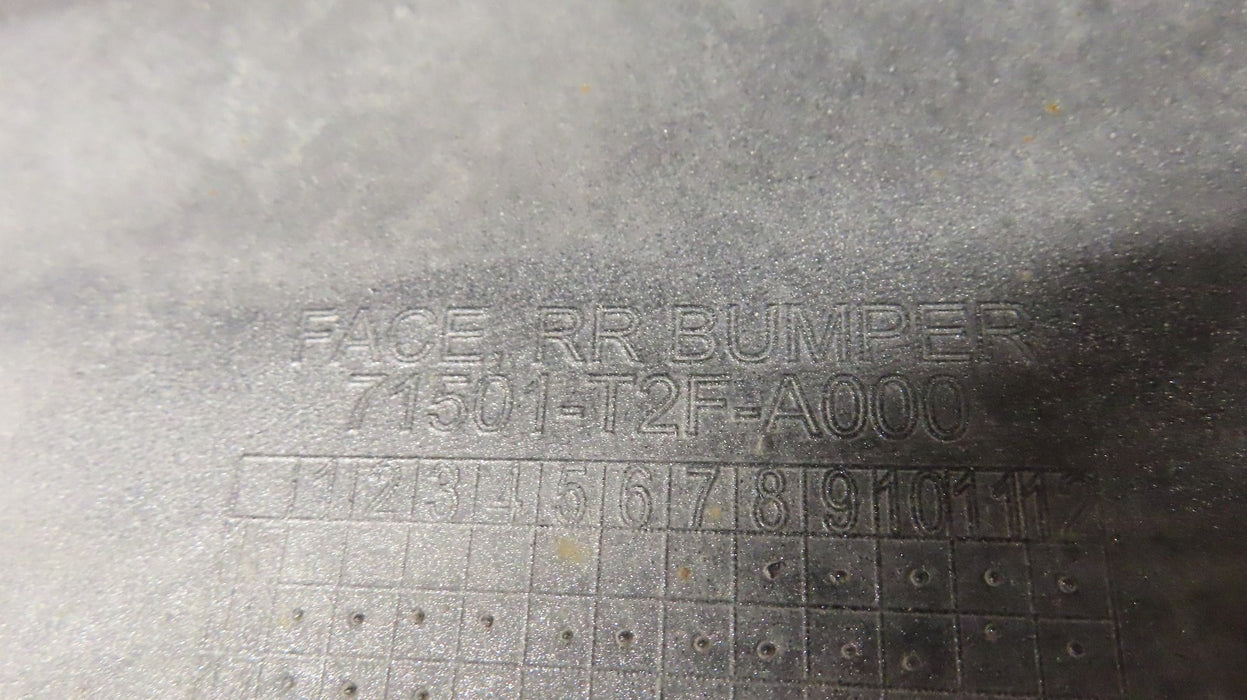 FACE, RR BUMPER
71501-T2F-A000
1 2 3 4 5 6 7 8 9 10 11 12